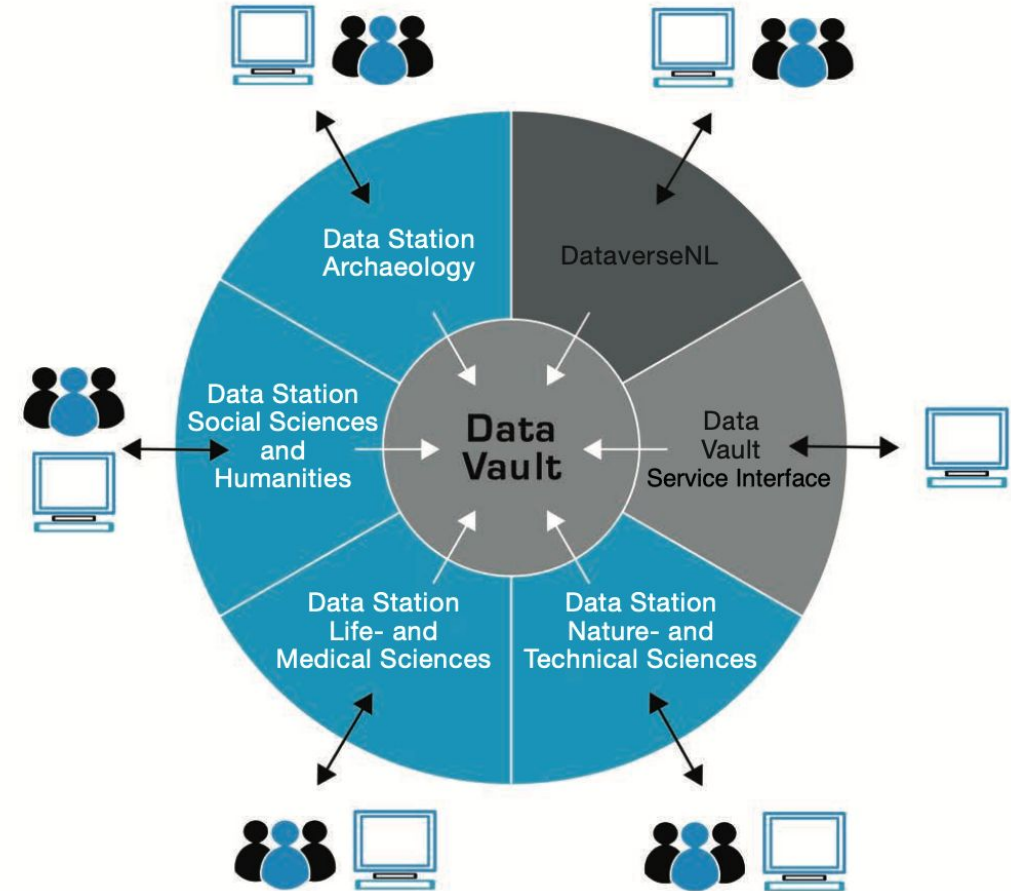 Data Station
Archaeology
DataverseNL
Data Station
Social Sciences
and
Humanities
Data
Vault
Data
Vault
Service Interface
Data Station
Life- and
Medical Sciences
Data Station
Nature- and
Technical Sciences